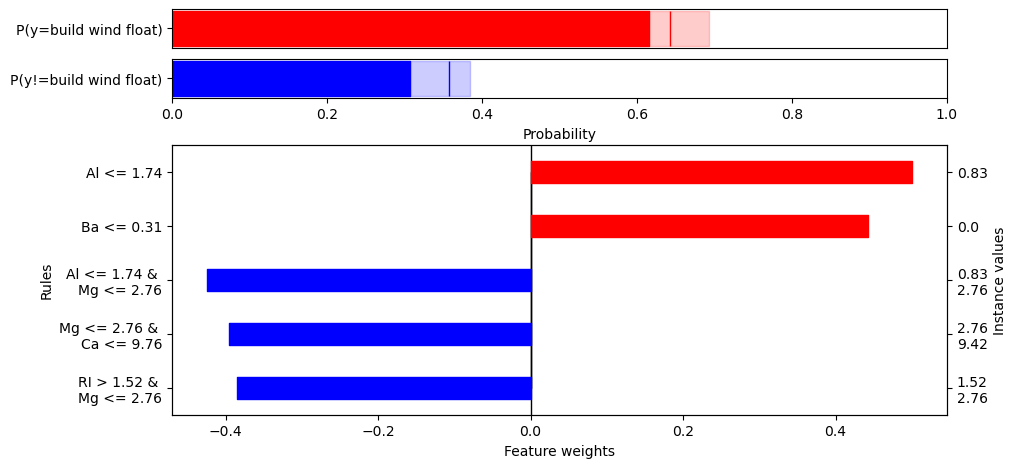 P(y=build wind float)
P(y!=build wind float)
0.0 0.2 0.4 0.6 0.8 1.0
Probability
Al <= 1.74
0.83
Ba <= 0.31
0.0
Al <= 1.74 &
Mg <= 2.76
0.83
2.76
Mg <= 2.76 &
Ca <= 9.76
2.76
9.42
RI > 1.52 &
Mg <= 2.76
1.52
2.76
Rules
Instance values
−0.4 −0.2 0.0 0.2 0.4
Feature weights